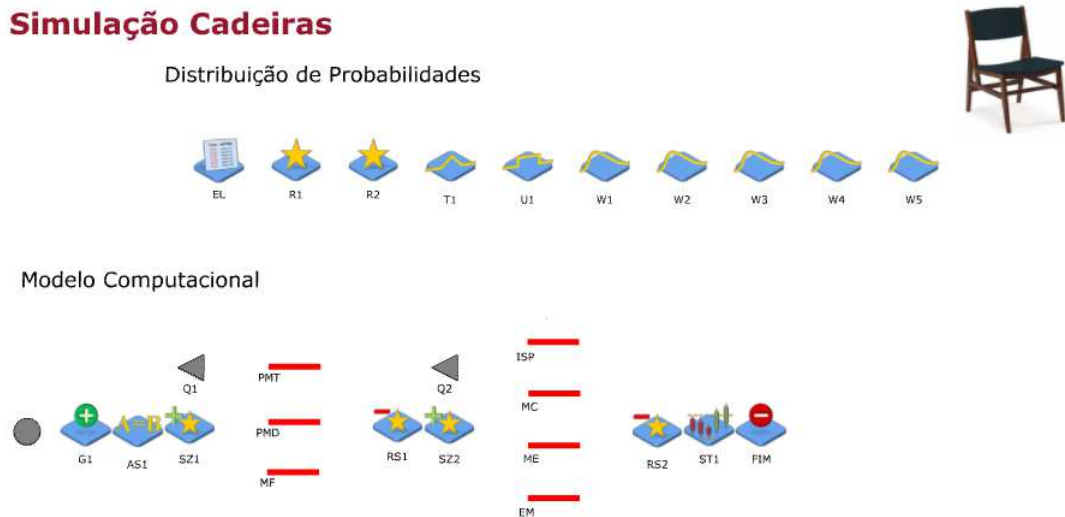 Simulação Cadeiras
Distribuição de Probabilidades
EL R1 R2 T1 U1 W1 W2 W3 W4 W5
Modelo Computacional
ISP
PMT
Q1 Q2
MC
A=B
PMD
G1 AS1 SZ1 RS1 SZ2 ME RS2 ST1 FIM
MF
EM